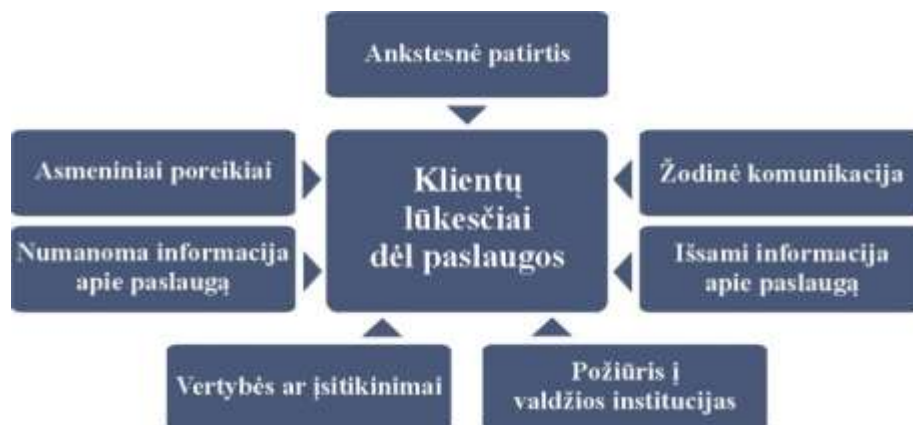 Ankstesnė patirtis
Asmeniniai poreikiai
Klientų
lūkesčiai
dėl paslaugos
Žodinė komunikacija
Numanoma informacija
apie paslaugą
Išsami informacija
apie paslaugą
Vertybės ar įsitikinimai
Požiūris į
valdžios institucijas